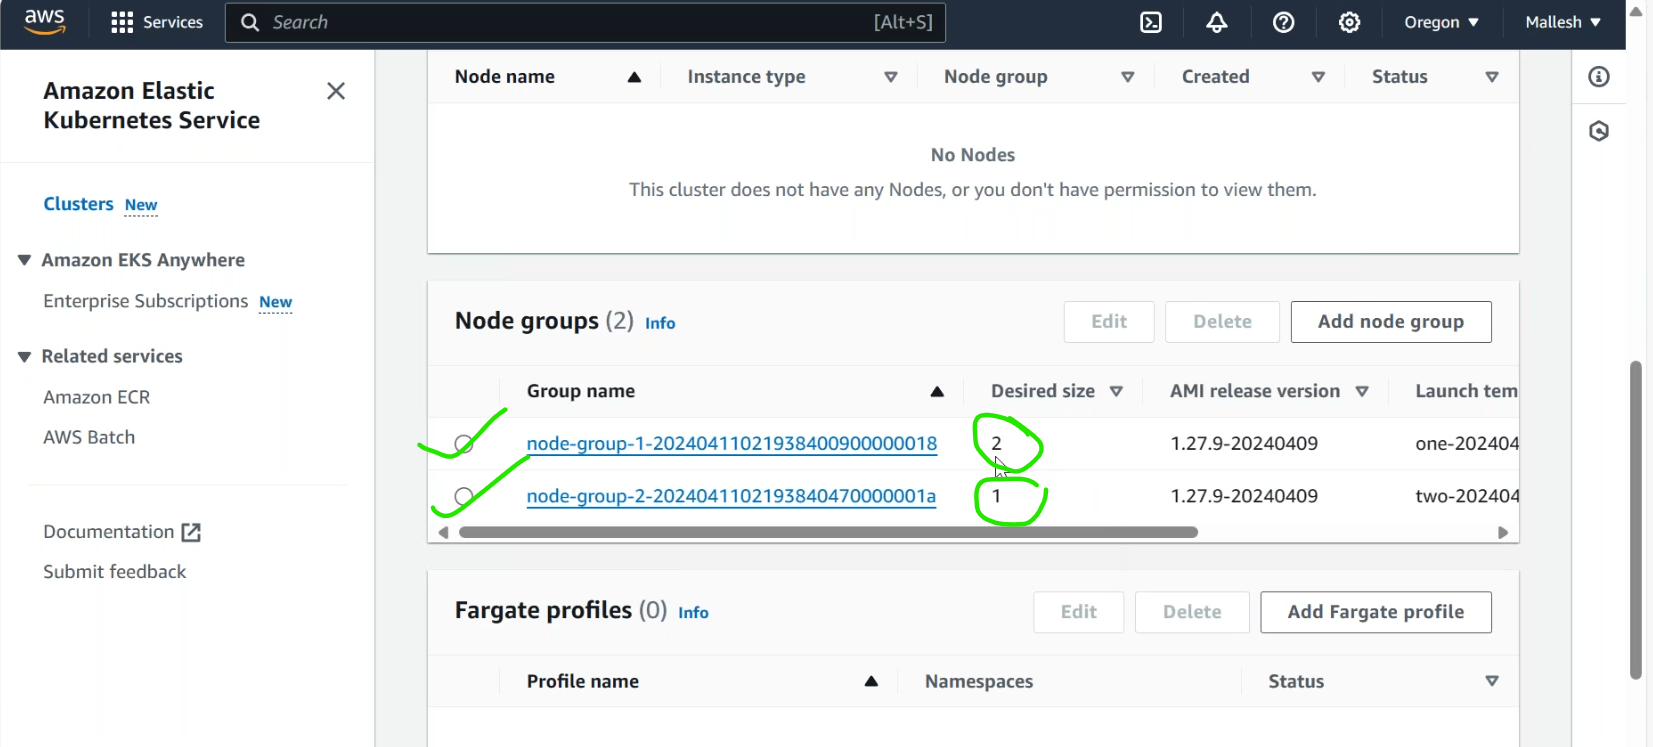 aws Services Search [Alt+S] Oregon ▼ Mallesh ▼
Amazon Elastic
Kubernetes Service
Clusters New
Amazon EKS Anywhere
Enterprise Subscriptions New
Related services
Amazon ECR
AWS Batch
Documentation
Submit feedback
Node name Instance type Node group Created Status
No Nodes
This cluster does not have any Nodes, or you don't have permission to view them.
Node groups (2) Info Edit Delete Add node group
Group name Desired size AMI release version Launch tem
node-group-1-20240411021938400900000018 2 1.27.9-20240409 one-202404
node-group-2-2024041102193840470000001a 1 1.27.9-20240409 two-202404
Fargate profiles (0) Info Edit Delete Add Fargate profile
Profile name Namespaces Status